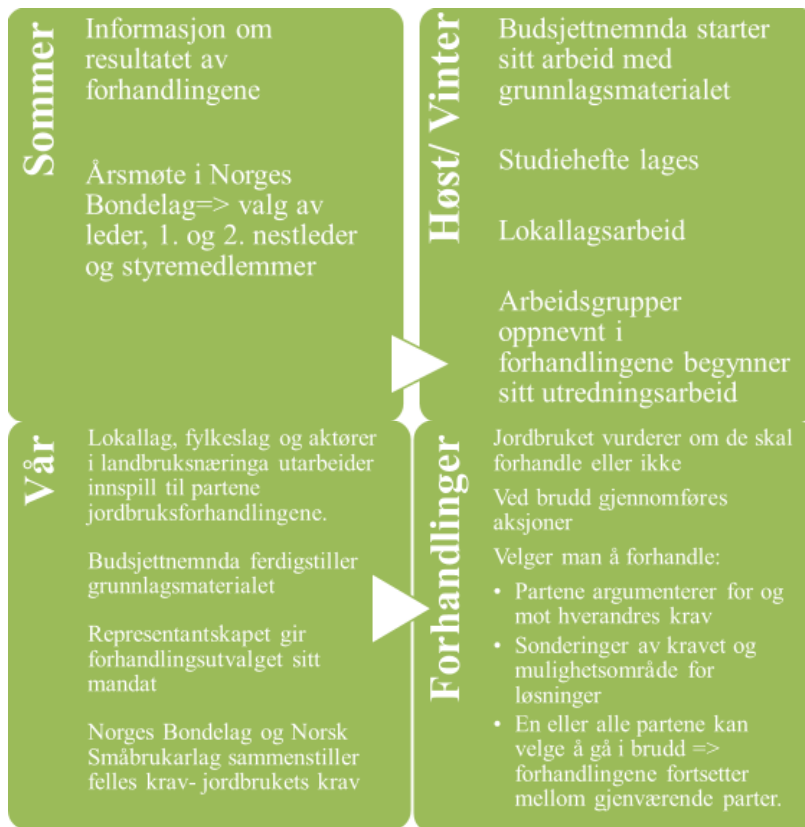 Sommer
Informasjon om
resultatet av
forhandlingene
Årsmøte i Norges
Bondelag=> valg av
leder, 1. og 2. nestleder
og styremedlemmer
Høst/ Vinter
Budsjettnemnda starter
sitt arbeid med
grunnlagsmaterialet
Studiehefte lages
Lokallagsarbeid
Arbeidsgrupper
oppnevnt i
forhandlingene begynner
sitt utredningsarbeid
Vår
Lokallag, fylkeslag og aktører
i landbruksnæringa utarbeider
innspill til partene
jordbruksforhandlingene.
Budsjettnemnda ferdigstiller
grunnlagsmaterialet
Representantskapet gir
forhandlingsutvalget sitt
mandat
Norges Bondelag og Norsk
Småbrukarlag sammenstiller
felles krav- jordbrukets krav
Forhandlinger
Jordbruket vurderer om de skal
forhandle eller ikke
Ved brudd gjennomføres
aksjoner
Velger man å forhandle:
• Partene argumenterer for og
mot hverandres krav
• Sonderinger av kravet og
mulighetsområde for
løsninger
• En eller alle partene kan
velge å gå i brudd =>
forhandlingene fortsetter
mellom gjenværende parter.